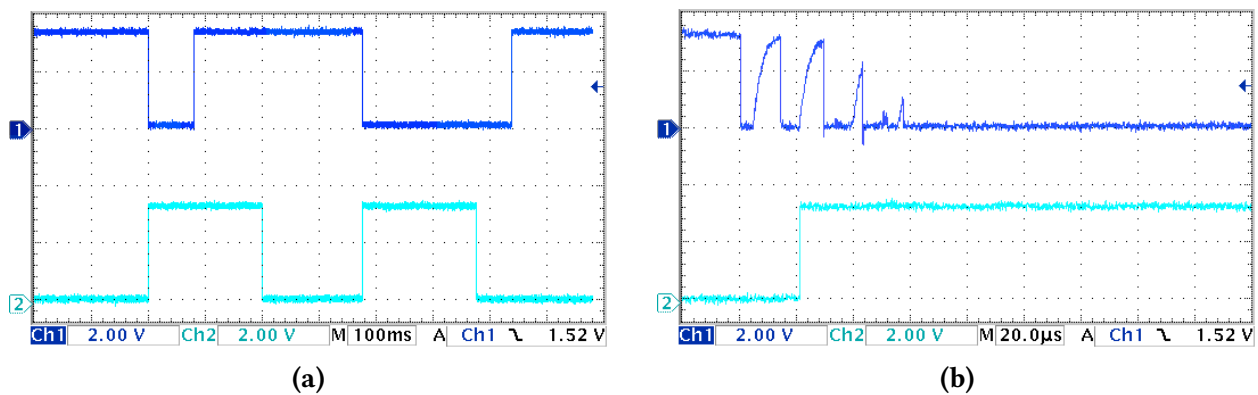 1
2
Ch1 2.00 V Ch2 2.00 V M 100ms A Ch1 1.52 V
(a)
1
2
Ch1 2.00 V Ch2 2.00 V M 20.0µs A Ch1 1.52 V
(b)